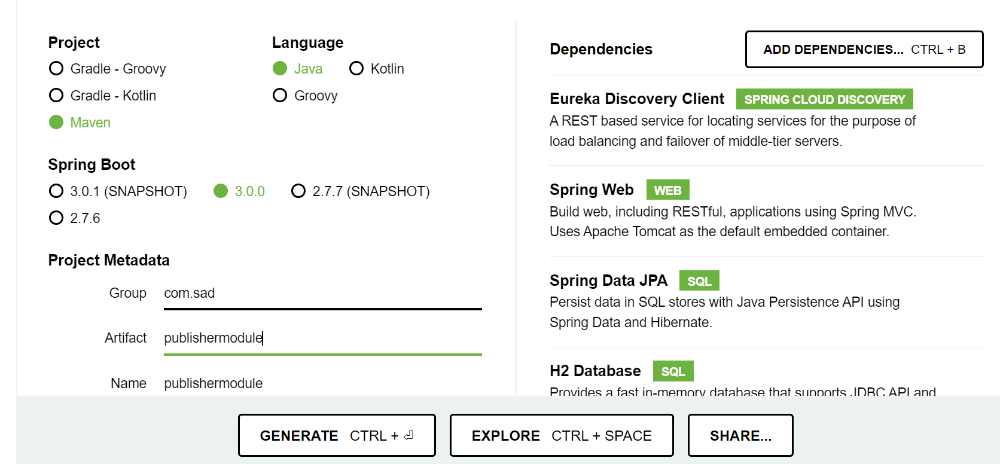 Project
Gradle - Groovy
Gradle - Kotlin
Maven
Language
Java Kotlin
Groovy
Spring Boot
3.0.1 (SNAPSHOT) 3.0.0 2.7.7 (SNAPSHOT)
2.7.6
Project Metadata
Group com.sad
Artifact publishermodule
Name publishermodule
Dependencies
ADD DEPENDENCIES... CTRL + B
Eureka Discovery Client SPRING CLOUD DISCOVERY
A REST based service for locating services for the purpose of
load balancing and failover of middle-tier servers.
Spring Web WEB
Build web, including RESTful, applications using Spring MVC.
Uses Apache Tomcat as the default embedded container.
Spring Data JPA SQL
Persist data in SQL stores with Java Persistence API using
Spring Data and Hibernate.
H2 Database SQL
Provides a fast in-memory database that supports JDBC API and
GENERATE CTRL + ⏎
EXPLORE CTRL + SPACE
SHARE...